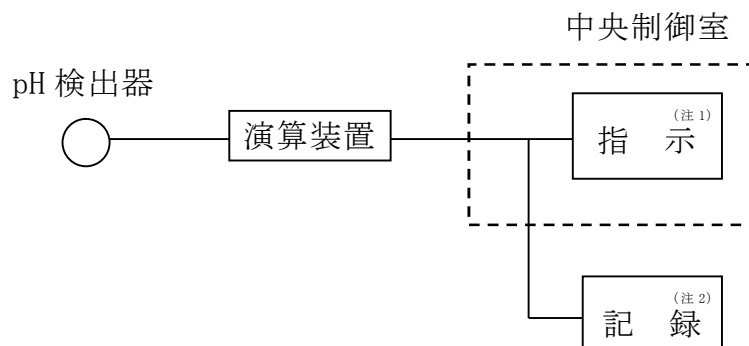 中央制御室
pH 検出器
演算装置
(注 1)
指 示
(注 2)
記 録